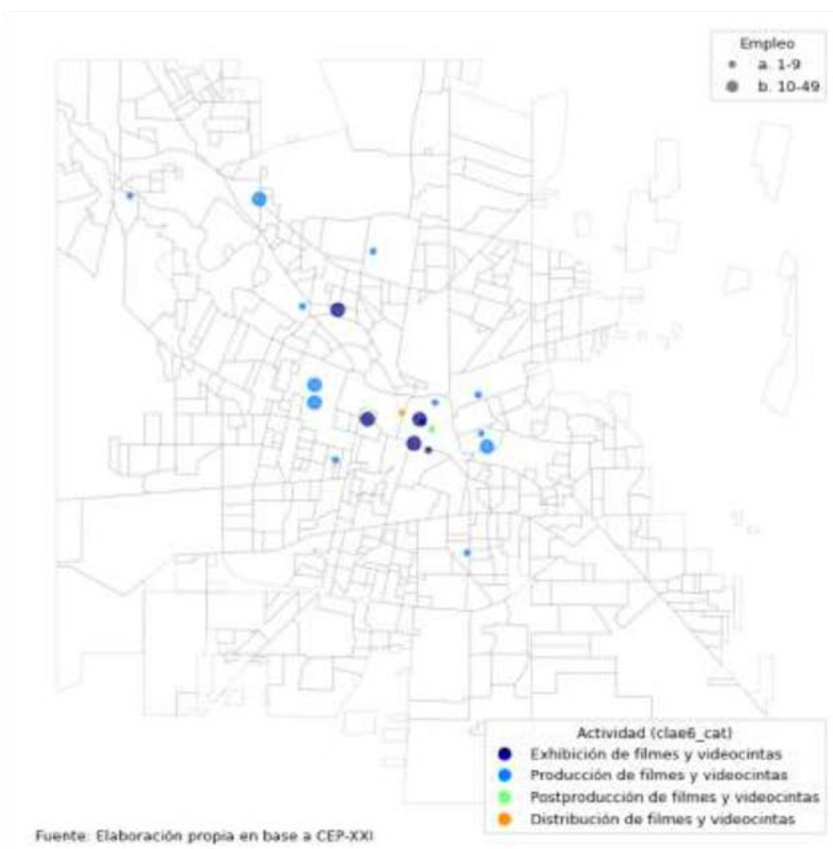 Empleo
a. 1-9
b. 10-49
Actividad (clae6_cat)
Exhibición de filmes y videocintas
Producción de filmes y videocintas
Postproducción de filmes y videocintas
Distribución de filmes y videocintas
Fuente: Elaboración propia en base a CEP-XXI